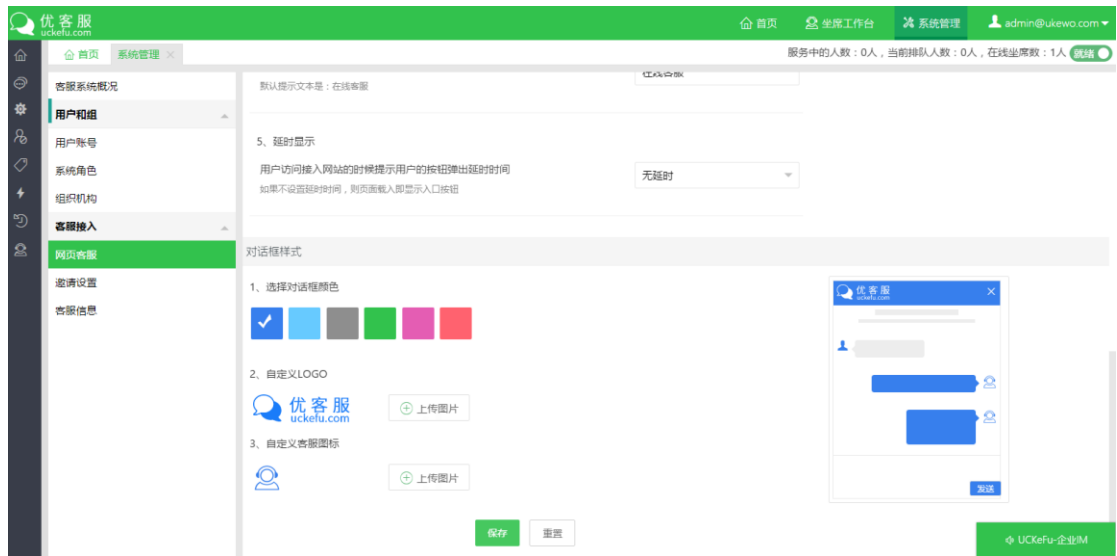 优客服
uckefu.com
首页
坐席工作台
系统管理
admin@ukewo.com
首页
系统管理
服务中的人数：0人，当前排队人数：0人，在线坐席数：1人
就绪
客服系统概况
用户和组
用户账号
系统角色
组织机构
客服接入
网页客服
邀请设置
客服信息
默认提示文本是：在线客服
在线客服
5、延时显示
用户访问接入网站的时候提示用户的按钮弹出延时时间
如果不设置延时时间，则页面载入即显示入口按钮
无延时
对话框样式
1、选择对话框颜色
2、自定义LOGO
优客服
uckefu.com
上传图片
3、自定义客服图标
上传图片
保存
重置
优客服
uckefu.com
发送
UCKeFu-企业IM